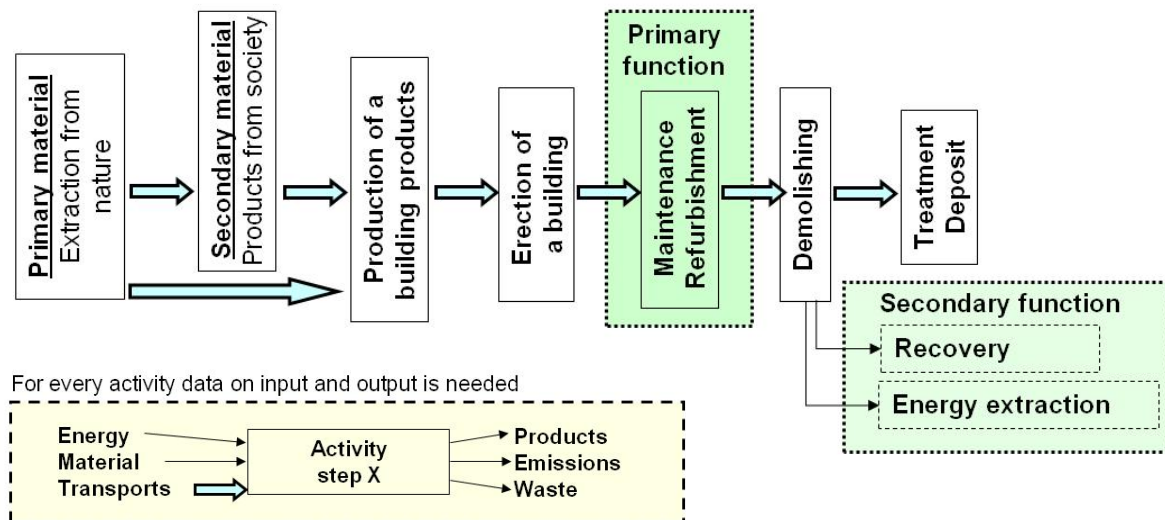 Primary material
Extraction from
nature
Secondary material
Products from society
Production of a
building products
Erection of
a building
Primary
function
Maintenance
Refurbishment
Demolishing
Treatment
Deposit
Secondary function
Recovery
Energy extraction
For every activity data on input and output is needed
Energy
Material
Transports
Activity
step X
Products
Emissions
Waste